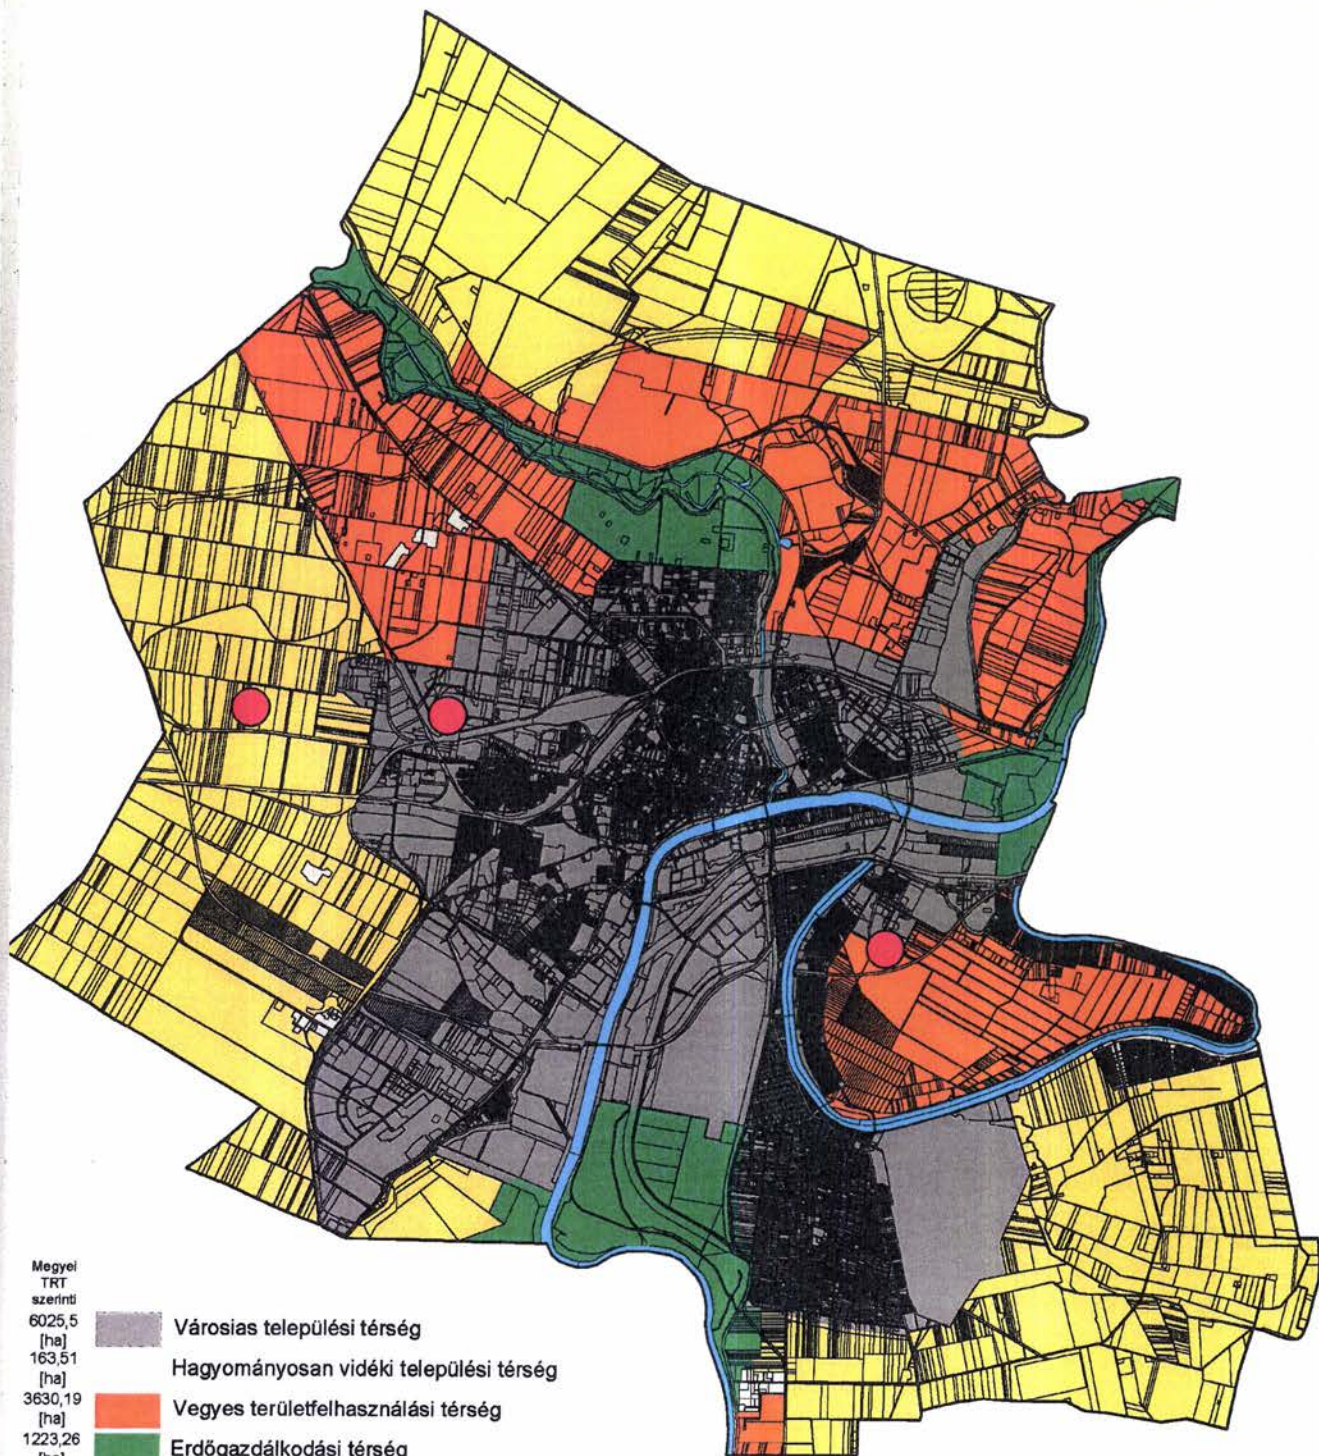 Megyei
TRT
szerinti
6025,5
[ha]
Városias települési térség
163,51
[ha]
Hagyományosan vidéki települési térség
3630,19
[ha]
Vegyes területfelhasználási térség
1223,26
[ha]
Erdőgazdálkodási térség